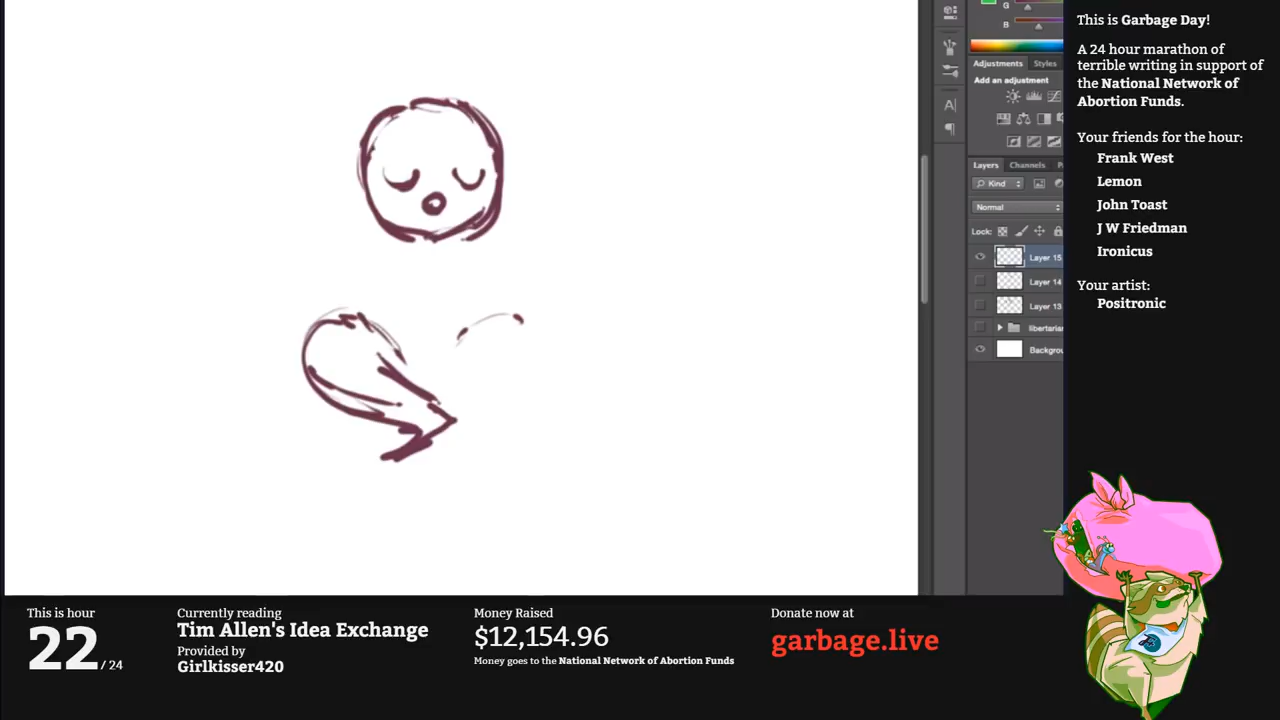 G
B
Adjustments Styles
Add an adjustment
Layers Channels P
Kind
Normal
Lock:
Layer 15
Layer 14
Layer 13
libertarian
Backgrou
This is Garbage Day!
A 24 hour marathon of
terrible writing in support of
the National Network of
Abortion Funds.
Your friends for the hour:
Frank West
Lemon
John Toast
J W Friedman
Ironicus
Your artist:
Positronic
This is hour
22 / 24
Currently reading
Tim Allen's Idea Exchange
Provided by
Girlkisser420
Money Raised
$12,154.96
Money goes to the National Network of Abortion Funds
Donate now at
garbage.live